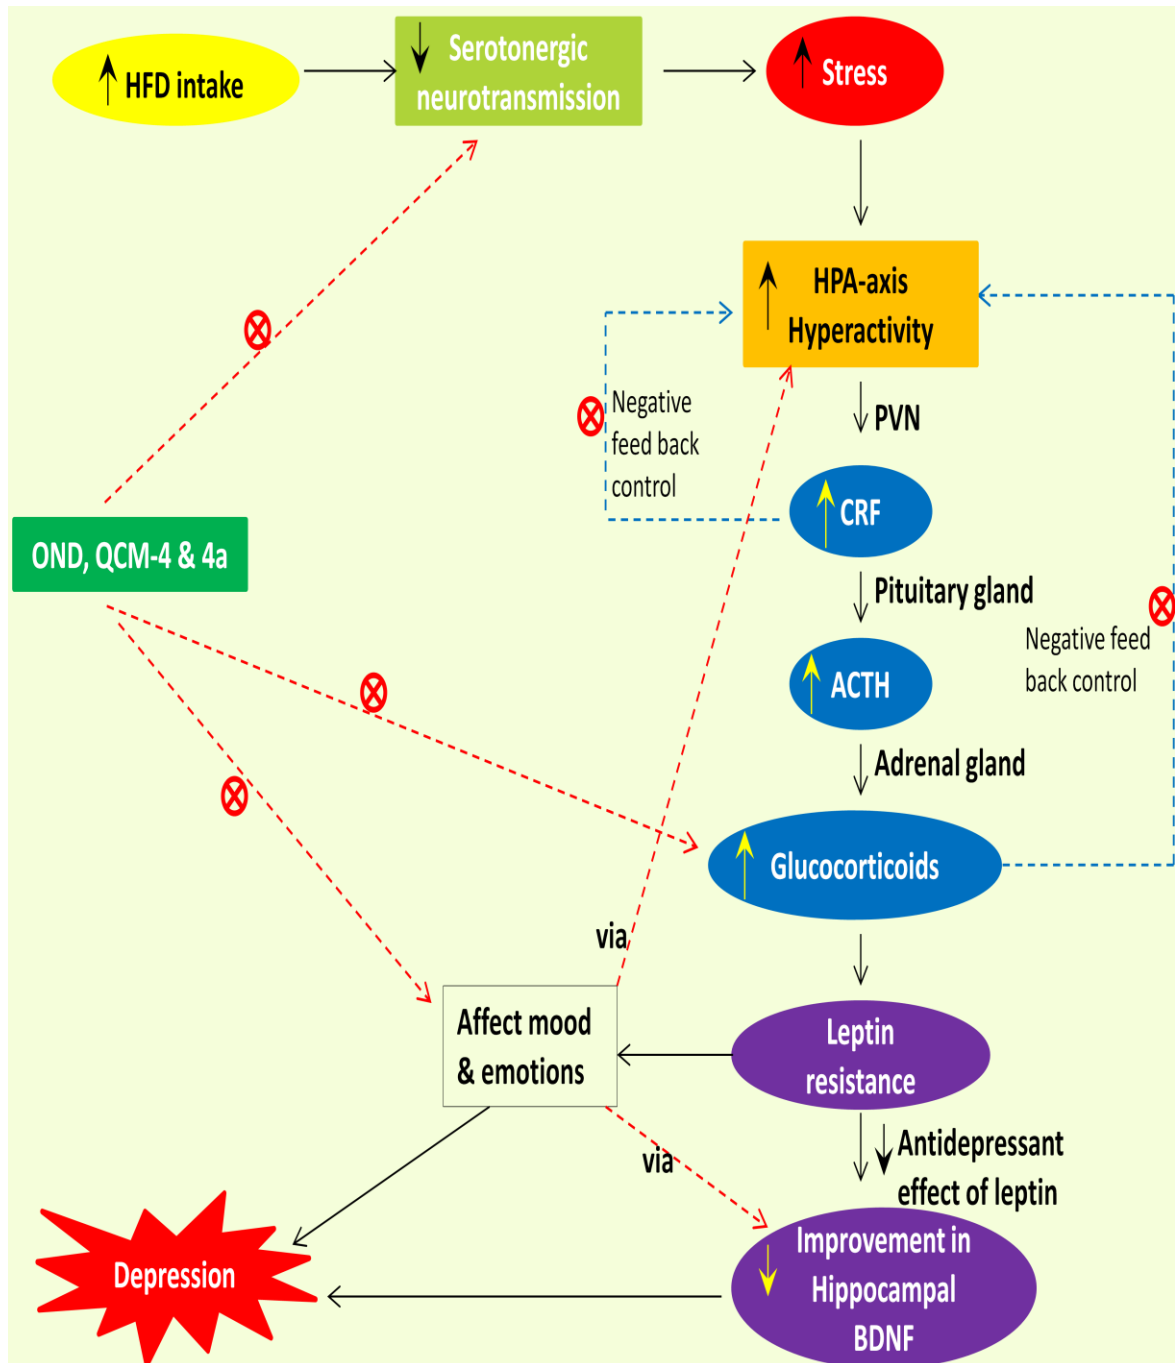 HFD intake
Serotonergic
neurotransmission
Stress
HPA-axis
Hyperactivity
Negative
feed back
control
PVN
CRF
OND, QCM-4 & 4a
Pituitary gland
Negative feed
back control
ACTH
Adrenal gland
Glucocorticoids
via
Affect mood
& emotions
Leptin
resistance
via
Antidepressant
effect of leptin
Improvement in
Hippocampal
BDNF
Depression